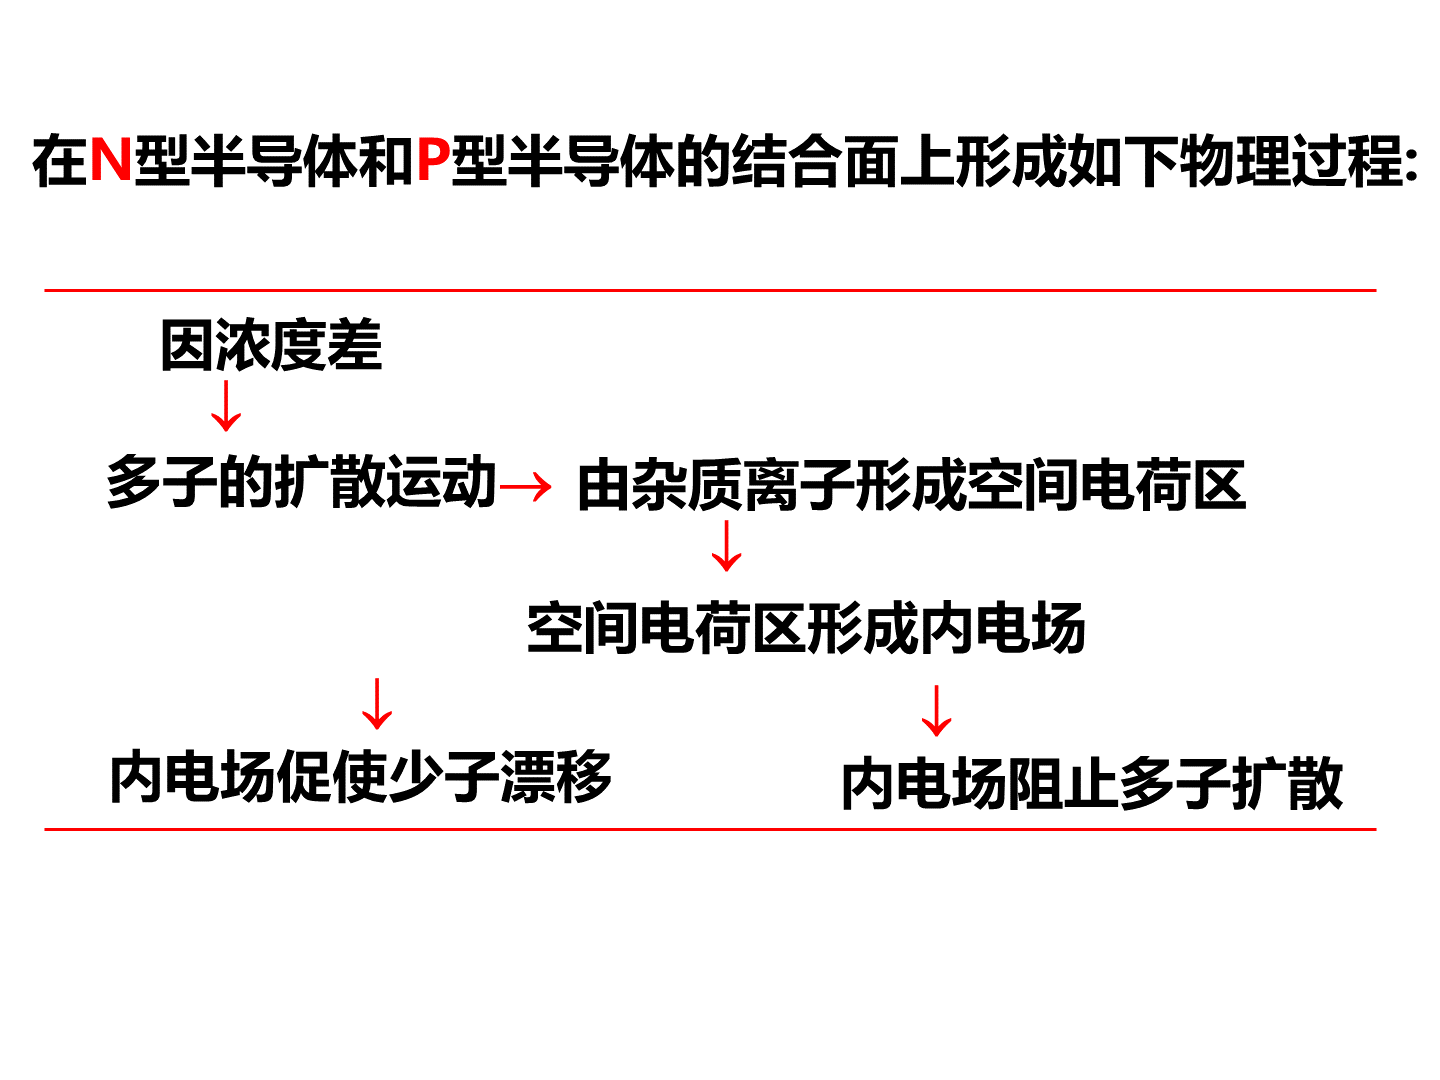 在N型半导体和P型半导体的结合面上形成如下物理过程:
因浓度差
↓
多子的扩散运动→ 由杂质离子形成空间电荷区
↓
空间电荷区形成内电场
↓ ↓
内电场促使少子漂移 内电场阻止多子扩散